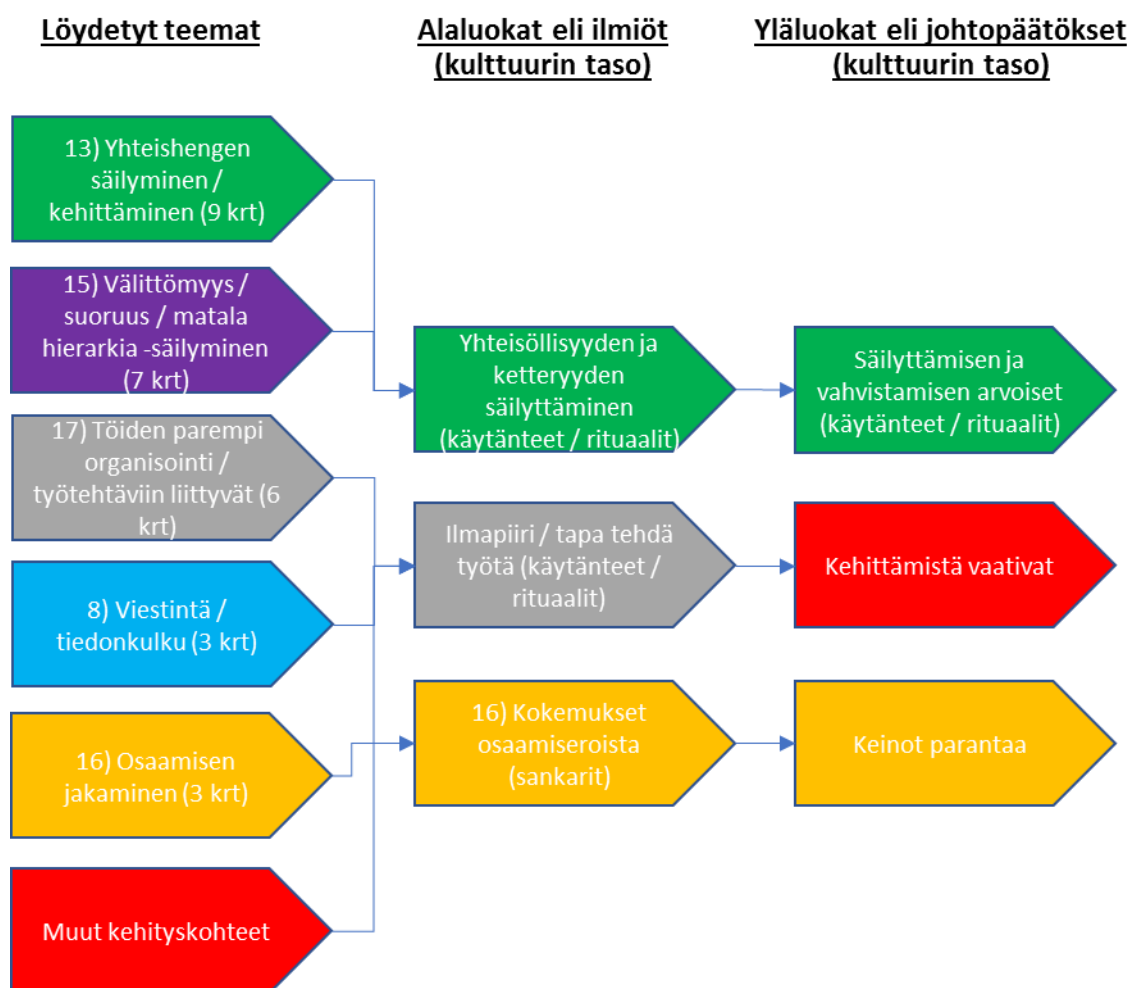 Löydetyt teemat
Alaluokat eli ilmiöt
(kulttuurin taso)
Yläluokat eli johtopäätökset
(kulttuurin taso)
13) Yhteishengen
säilyminen /
kehittäminen (9 krt)
15) Välittömyys /
suoruus / matala
hierarkia -säilyminen
(7 krt)
17) Töiden parempi
organisointi /
työtehtäviin liittyvät (6
krt)
8) Viestintä /
tiedonkulku (3 krt)
16) Osaamisen
jakaminen (3 krt)
Muut kehityskohteet
Yhteisöllisyyden ja
ketteryyden
säilyttäminen
(käytänteet / rituaalit)
Ilmapiiri / tapa tehdä
työtä (käytänteet /
rituaalit)
16) Kokemukset
osaamiseroista
(sankarit)
Säilyttämisen ja
vahvistamisen arvoiset
(käytänteet / rituaalit)
Kehittämistä vaativat
Keinot parantaa